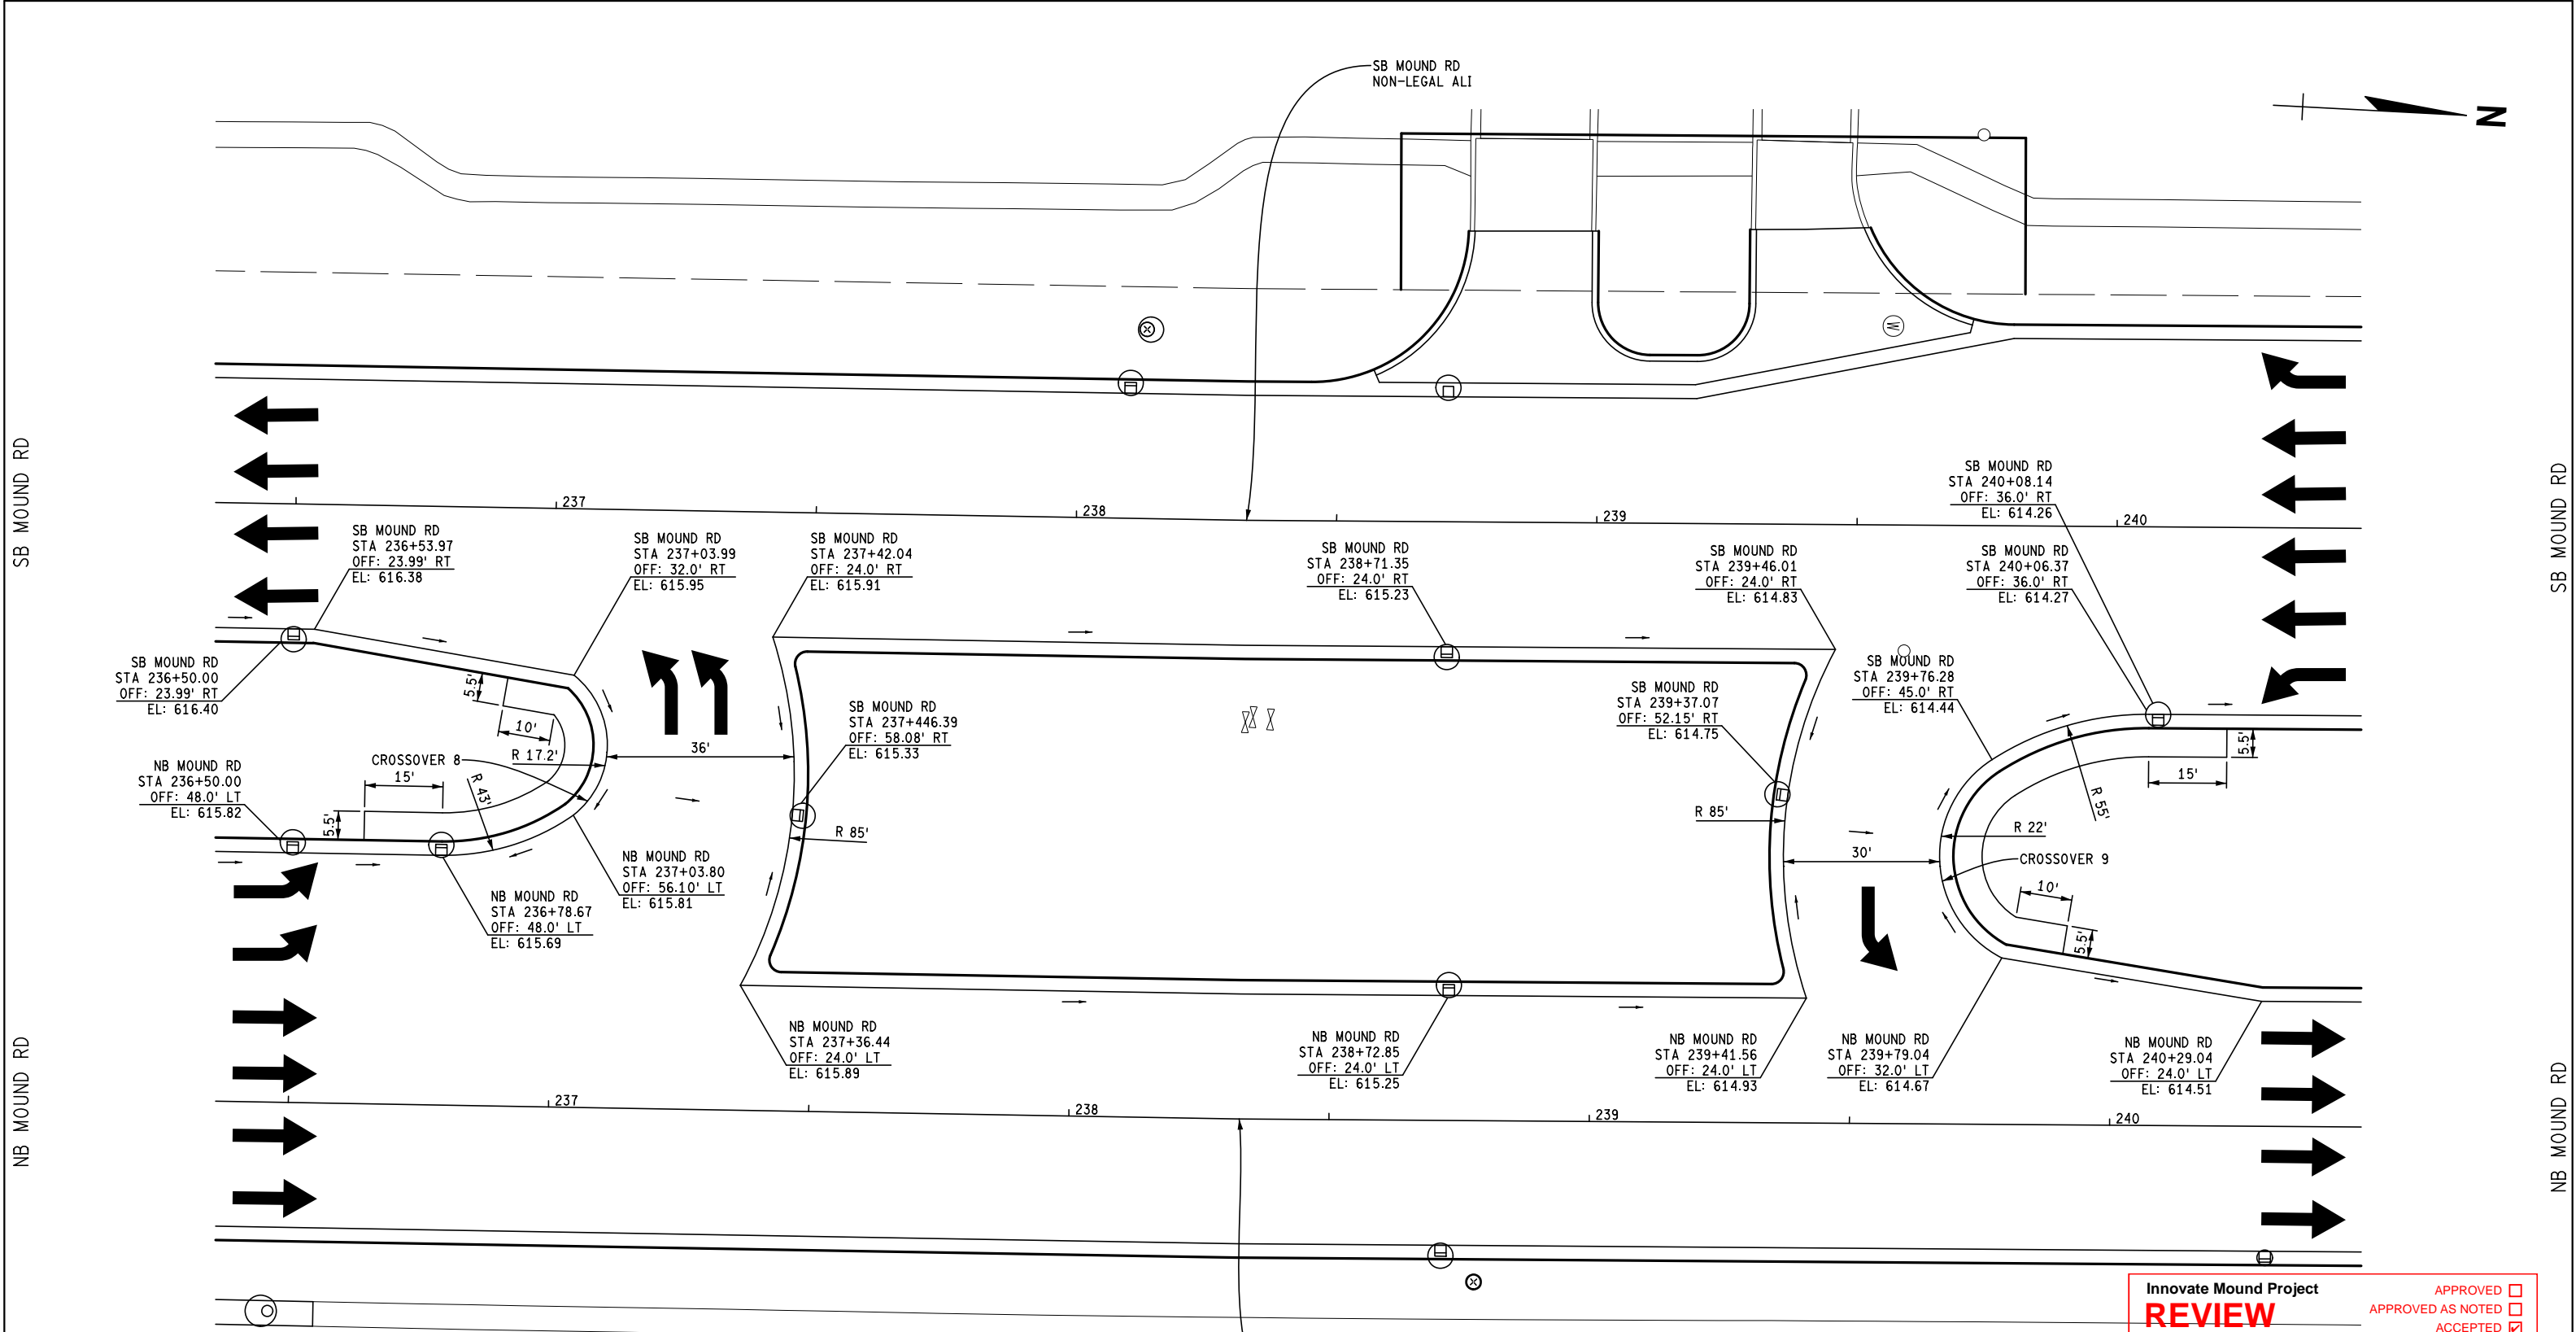 SB MOUND RD
NON-LEGAL ALI
N
SB MOUND RD
SB MOUND RD
NB MOUND RD
NB MOUND RD
237
238
239
240
SB MOUND RD
STA 236+53.97
OFF: 23.99' RT
EL: 616.38
SB MOUND RD
STA 237+03.99
OFF: 32.0' RT
EL: 615.95
SB MOUND RD
STA 237+42.04
OFF: 24.0' RT
EL: 615.91
SB MOUND RD
STA 238+71.35
OFF: 24.0' RT
EL: 615.23
SB MOUND RD
STA 239+46.01
OFF: 24.0' RT
EL: 614.83
SB MOUND RD
STA 240+08.14
OFF: 36.0' RT
EL: 614.26
SB MOUND RD
STA 240+06.37
OFF: 36.0' RT
EL: 614.27
SB MOUND RD
STA 236+50.00
OFF: 23.99' RT
EL: 616.40
SB MOUND RD
STA 237+446.39
OFF: 58.08' RT
EL: 615.33
SB MOUND RD
STA 239+37.07
OFF: 52.15' RT
EL: 614.75
SB MOUND RD
STA 239+76.28
OFF: 45.0' RT
EL: 614.44
5.5'
10'
CROSSOVER 8
R 17.2'
36'
15'
R 43'
5.5'
R 85'
R 85'
30'
R 55'
15'
5.5'
R 22'
CROSSOVER 9
10'
5.5'
NB MOUND RD
STA 236+50.00
OFF: 48.0' LT
EL: 615.82
NB MOUND RD
STA 236+78.67
OFF: 48.0' LT
EL: 615.69
NB MOUND RD
STA 237+03.80
OFF: 56.10' LT
EL: 615.81
NB MOUND RD
STA 237+36.44
OFF: 24.0' LT
EL: 615.89
NB MOUND RD
STA 238+72.85
OFF: 24.0' LT
EL: 615.25
NB MOUND RD
STA 239+41.56
OFF: 24.0' LT
EL: 614.93
NB MOUND RD
STA 239+79.04
OFF: 32.0' LT
EL: 614.67
NB MOUND RD
STA 240+29.04
OFF: 24.0' LT
EL: 614.51
237
238
239
240
Innovate Mound Project
REVIEW
APPROVED
APPROVED AS NOTED
ACCEPTED